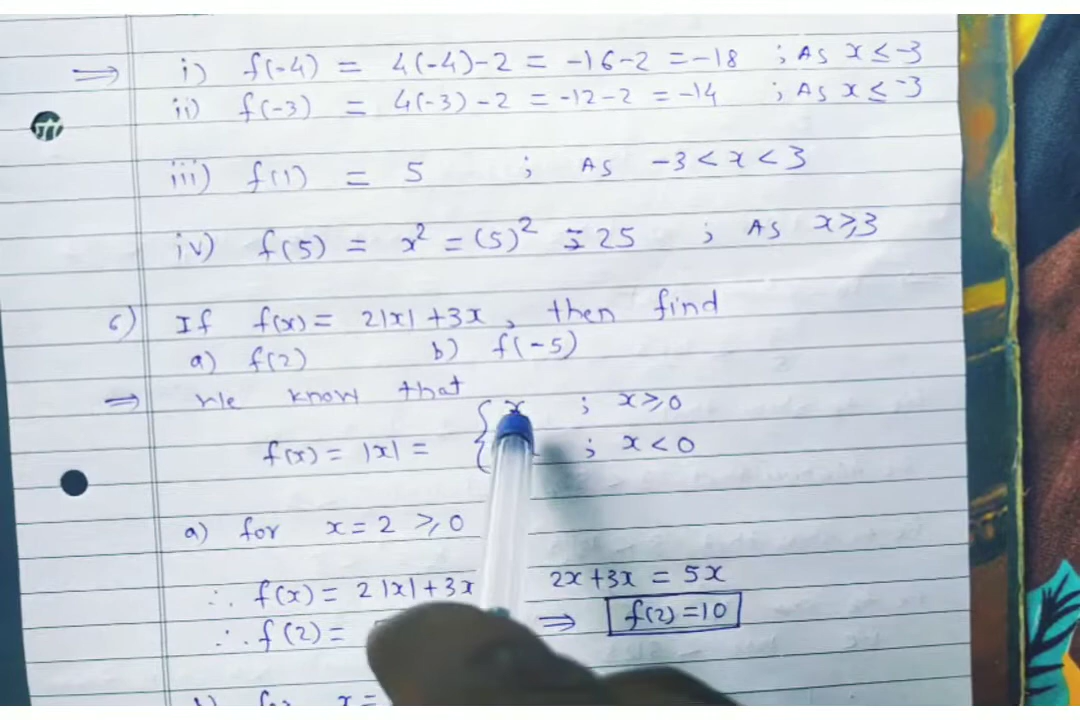 ⇒ i) f(-4) = 4(-4)-2 = -16-2 = -18 ; As x ≤ -3
ii) f(-3) = 4(-3)-2 = -12-2 = -14 ; As x ≤ -3
iii) f(1) = 5 ; As -3 < x < 3
iv) f(5) = x² = (5)² = 25 ; As x ≥ 3
6) If f(x) = 2|x| + 3x, then find
a) f(2) b) f(-5)
⇒ We know that
f(x) = |x| = { x ; x ≥ 0
; x < 0
a) for x = 2 ≥ 0
∴ f(x) = 2|x| + 3x 2x + 3x = 5x
∴ f(2) = ⇒ f(2) = 10
x =